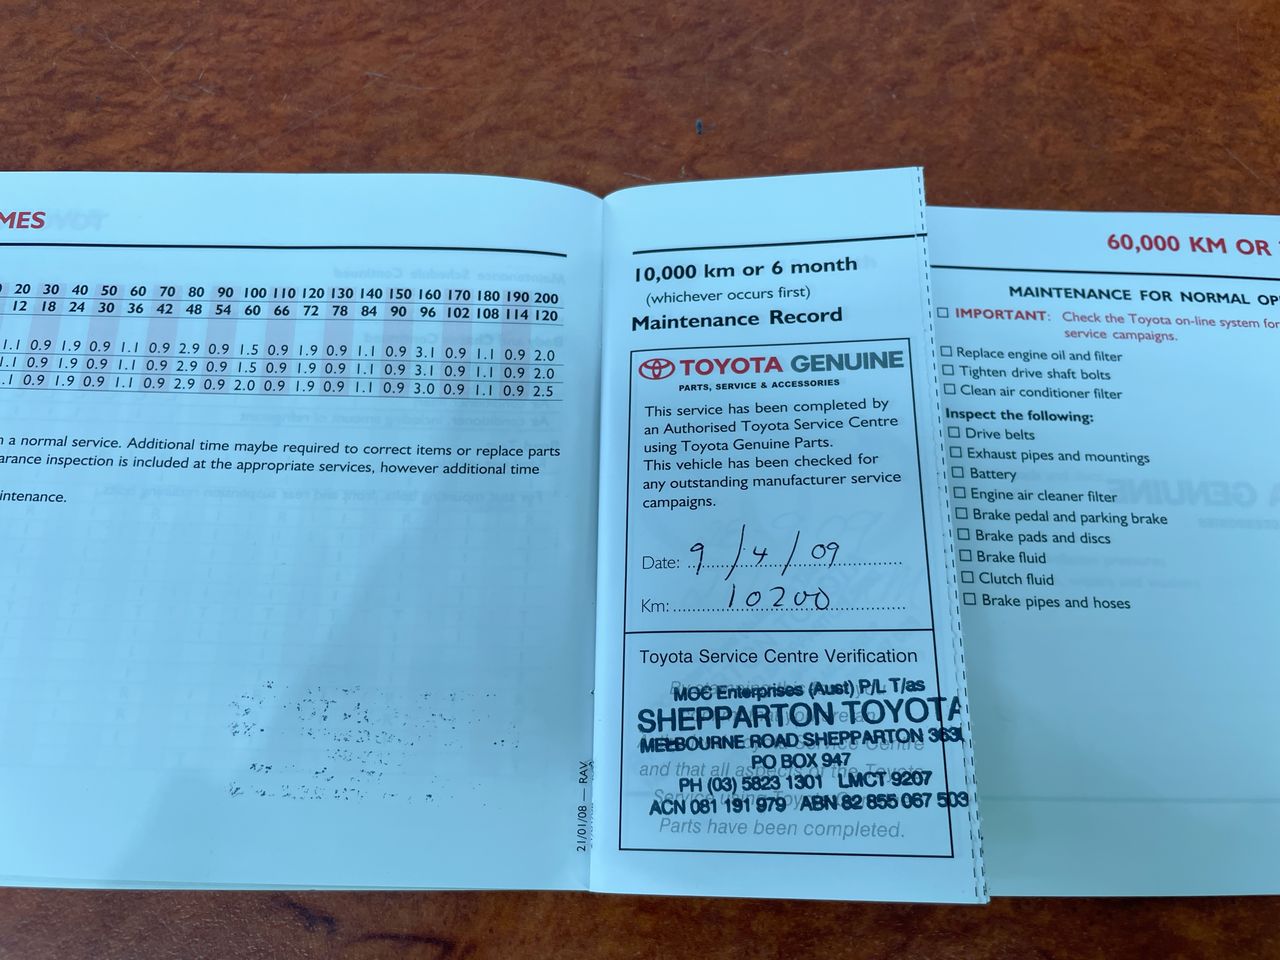 MES
20 30 40 50 60 70 80 90 100 110 120 130 140 150 160 170 180 190 200
12 18 24 30 36 42 48 54 60 66 72 78 84 90 96 102 108 114 120
1.1 0.9 1.9 0.9 1.1 0.9 2.9 0.9 1.5 0.9 1.9 0.9 1.1 0.9 3.1 0.9 1.1 0.9 2.0
1.1 0.9 1.9 0.9 1.1 0.9 2.9 0.9 1.5 0.9 1.9 0.9 1.1 0.9 3.1 0.9 1.1 0.9 2.0
.1 0.9 1.9 0.9 1.1 0.9 2.9 0.9 2.0 0.9 1.9 0.9 1.1 0.9 3.0 0.9 1.1 0.9 2.5
n a normal service. Additional time maybe required to correct items or replace parts
arance inspection is included at the appropriate services, however additional time
intenance.
21/01/08 — RAV
10,000 km or 6 month
(whichever occurs first)
Maintenance Record
TOYOTA GENUINE
PARTS, SERVICE & ACCESSORIES
This service has been completed by
an Authorised Toyota Service Centre
using Toyota Genuine Parts.
This vehicle has been checked for
any outstanding manufacturer service
campaigns.
Date: 9/4/09
Km: 10200
Toyota Service Centre Verification
MGC Enterprises (Aust) P/L T/as
SHEPPARTON TOYOTA
MELBOURNE ROAD SHEPPARTON 363
PO BOX 947
PH (03) 5823 1301 LMCT 9207
ACN 081 191 979 ABN 82 855 067 503
Parts have been completed.
60,000 KM OR
MAINTENANCE FOR NORMAL OP
IMPORTANT: Check the Toyota on-line system for
service campaigns.
Replace engine oil and filter
Tighten drive shaft bolts
Clean air conditioner filter
Inspect the following:
Drive belts
Exhaust pipes and mountings
Battery
Engine air cleaner filter
Brake pedal and parking brake
Brake pads and discs
Brake fluid
Clutch fluid
Brake pipes and hoses